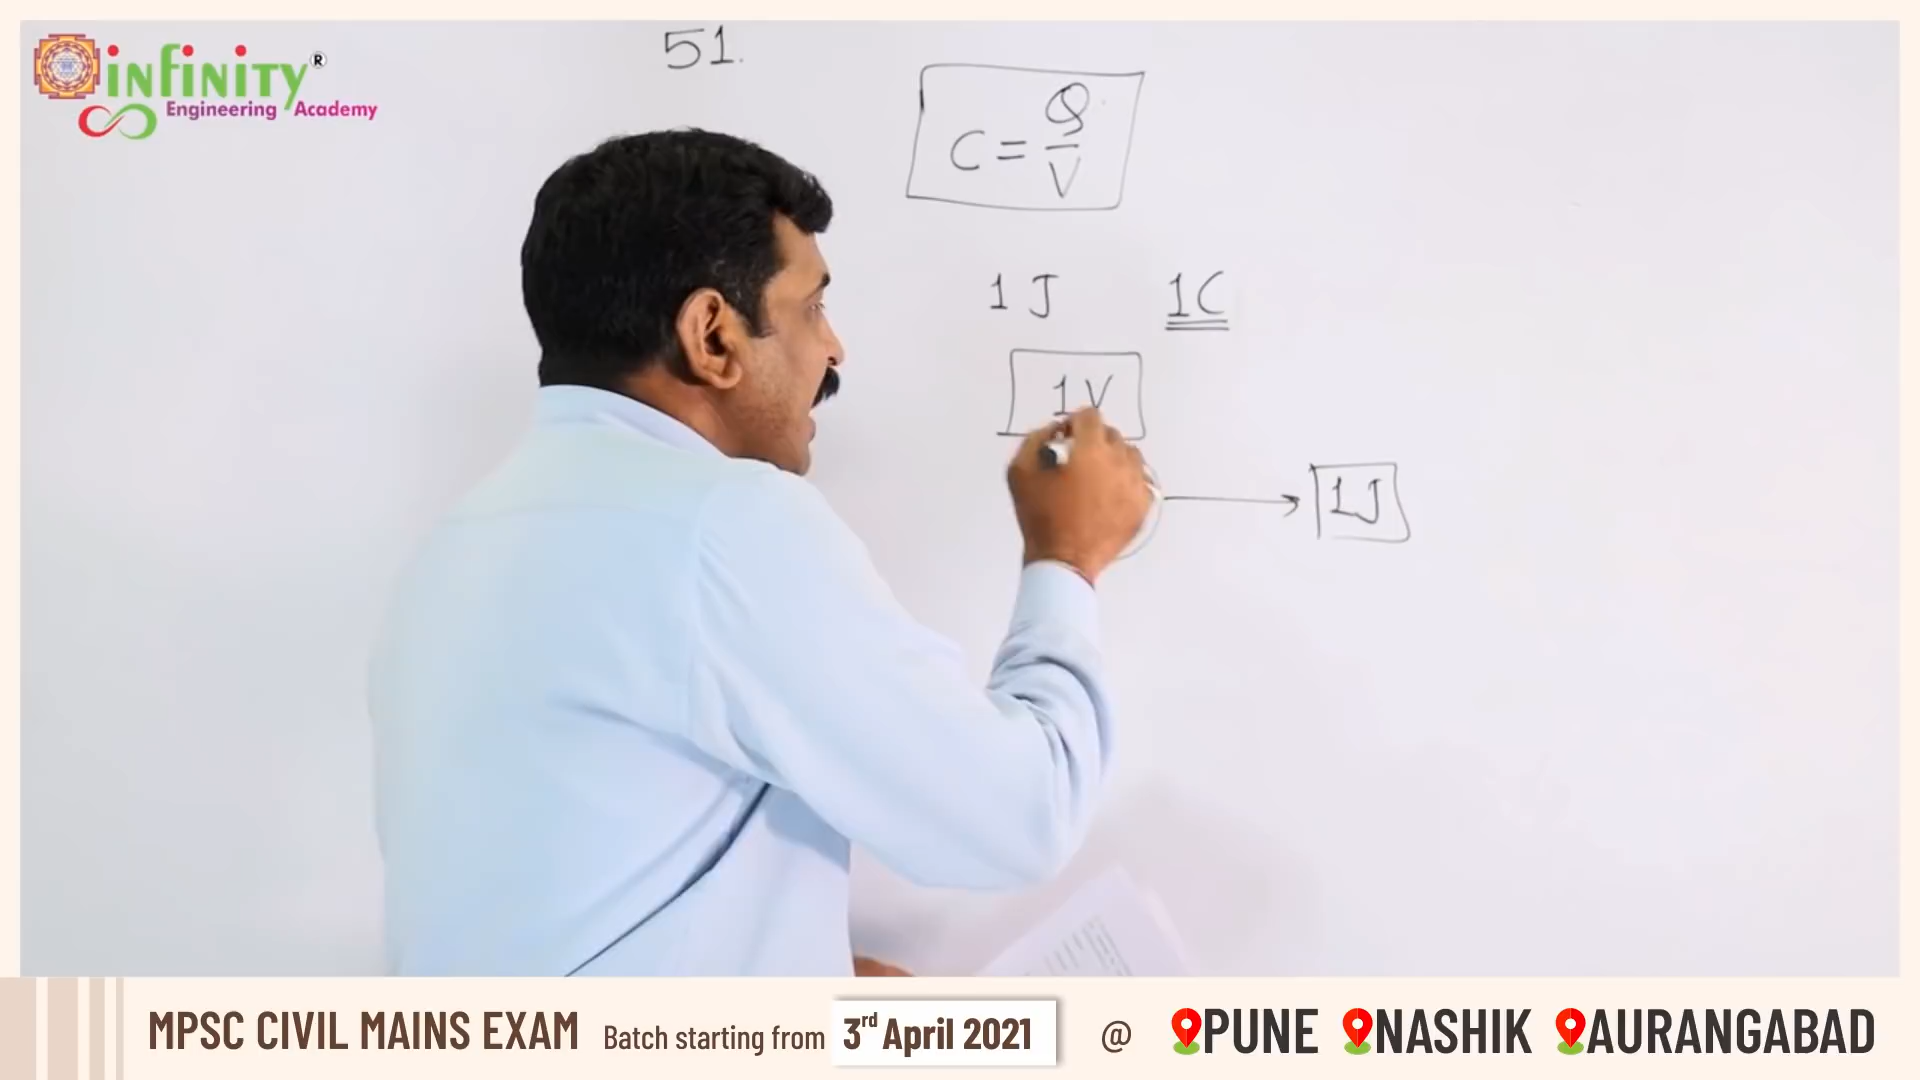 infinity®
Engineering Academy
51.
C = Q/V
1 J 1C
1 V
1J
MPSC CIVIL MAINS EXAM Batch starting from 3rd April 2021 @ PUNE NASHIK AURANGABAD